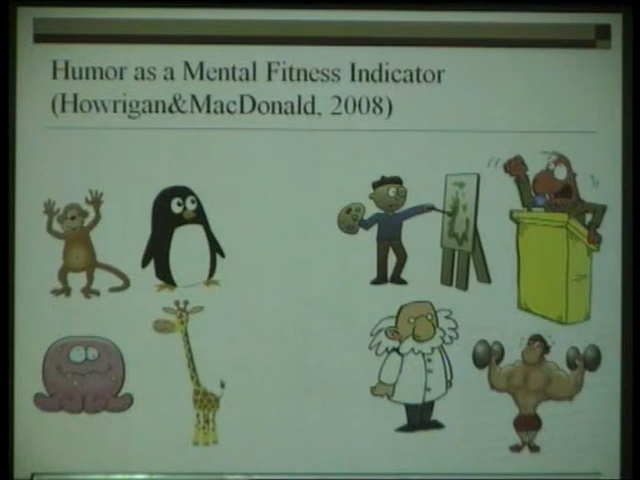 Humor as a Mental Fitness Indicator
(Howrigan&MacDonald, 2008)